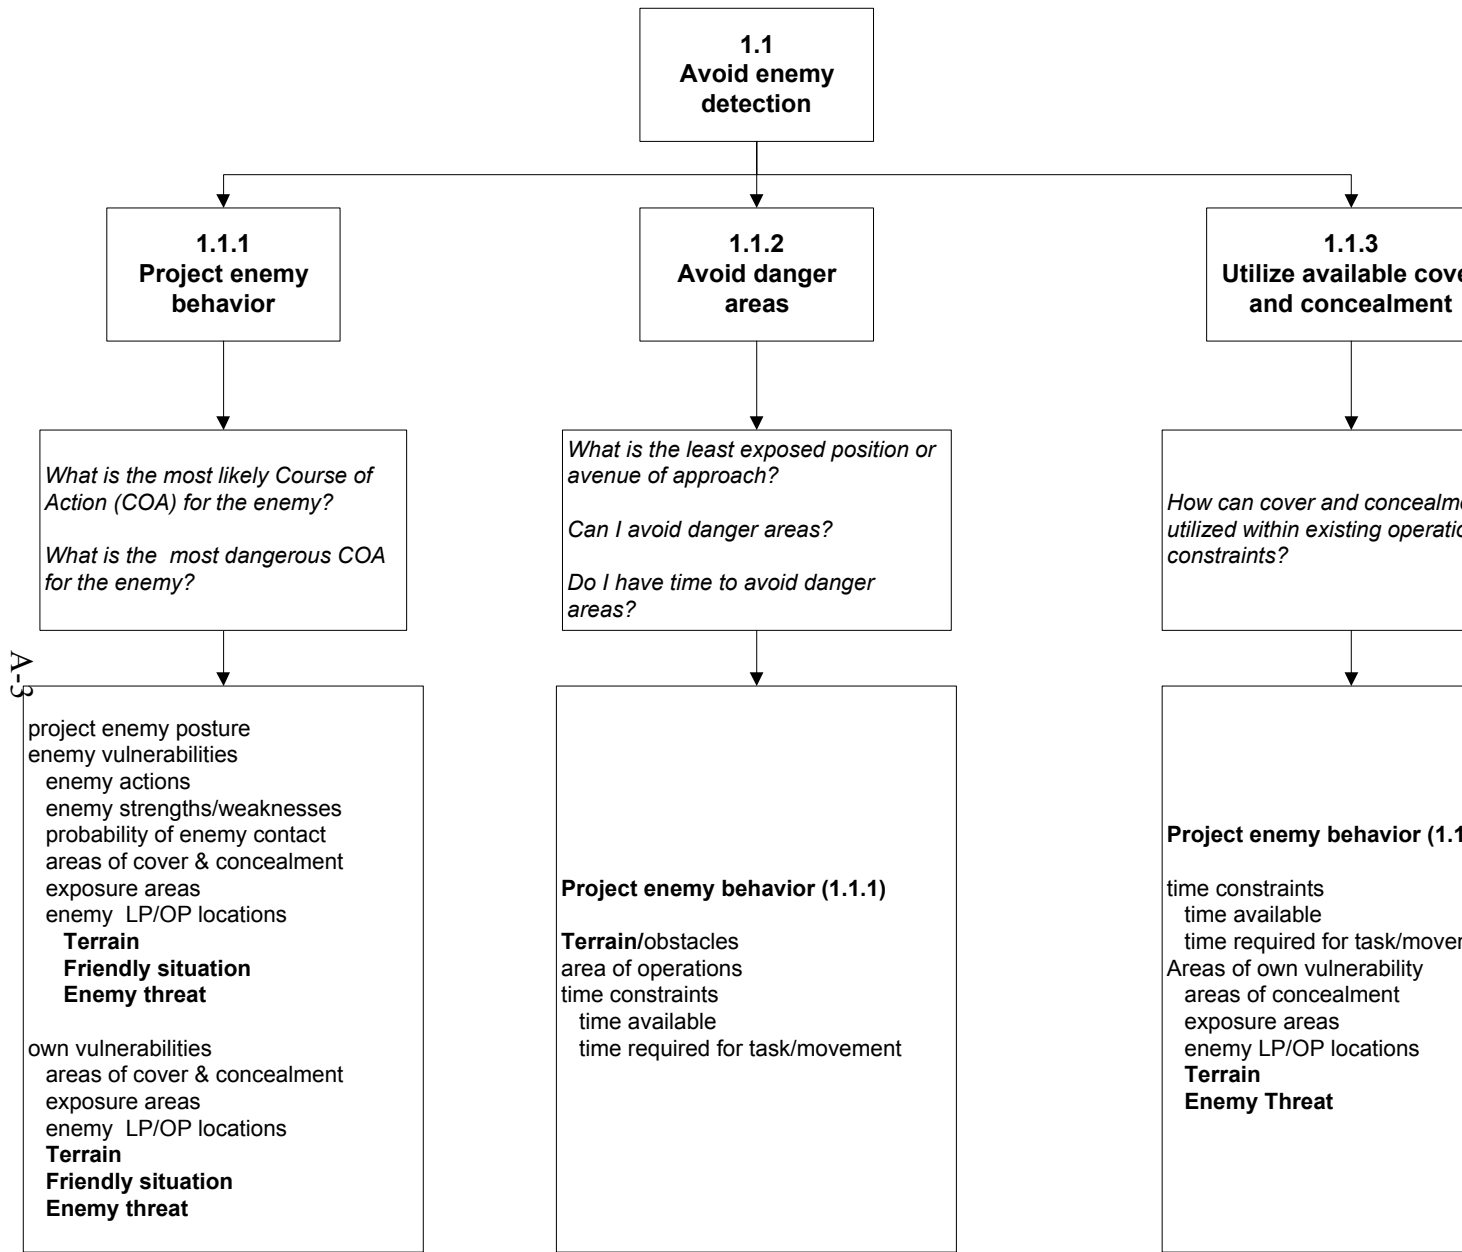 1.1
Avoid enemy
detection
1.1.1
Project enemy
behavior
1.1.2
Avoid danger
areas
1.1.3
Utilize available cove
and concealment
What is the most likely Course of
Action (COA) for the enemy?
What is the  most dangerous COA
for the enemy?
What is the least exposed position or
avenue of approach?
Can I avoid danger areas?
Do I have time to avoid danger
areas?
How can cover and concealme
utilized within existing operatio
constraints?
A-3
project enemy posture
enemy vulnerabilities
enemy actions
enemy strengths/weaknesses
probability of enemy contact
areas of cover & concealment
exposure areas
enemy  LP/OP locations
Terrain
Friendly situation
Enemy threat
own vulnerabilities
areas of cover & concealment
exposure areas
enemy  LP/OP locations
Terrain
Friendly situation
Enemy threat
Project enemy behavior (1.1.1)
Terrain/obstacles
area of operations
time constraints
time available
time required for task/movement
Project enemy behavior (1.1
time constraints
time available
time required for task/mover
Areas of own vulnerability
areas of concealment
exposure areas
enemy LP/OP locations
Terrain
Enemy Threat